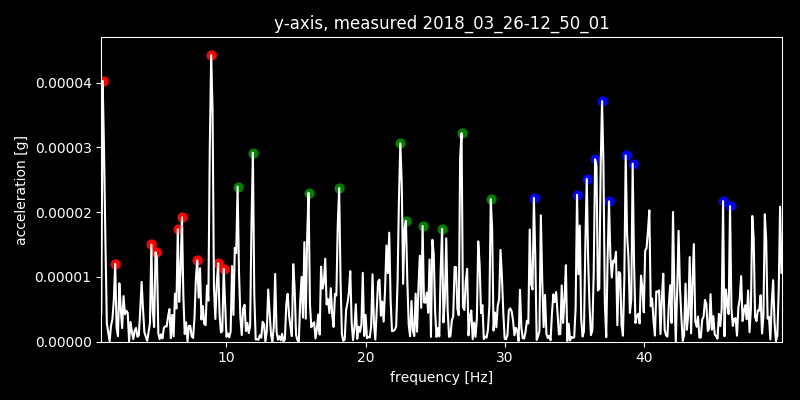 y-axis, measured 2018_03_26-12_50_01
0.00004
0.00003
0.00002
0.00001
0.00000
acceleration [g]
10 20 30 40
frequency [Hz]